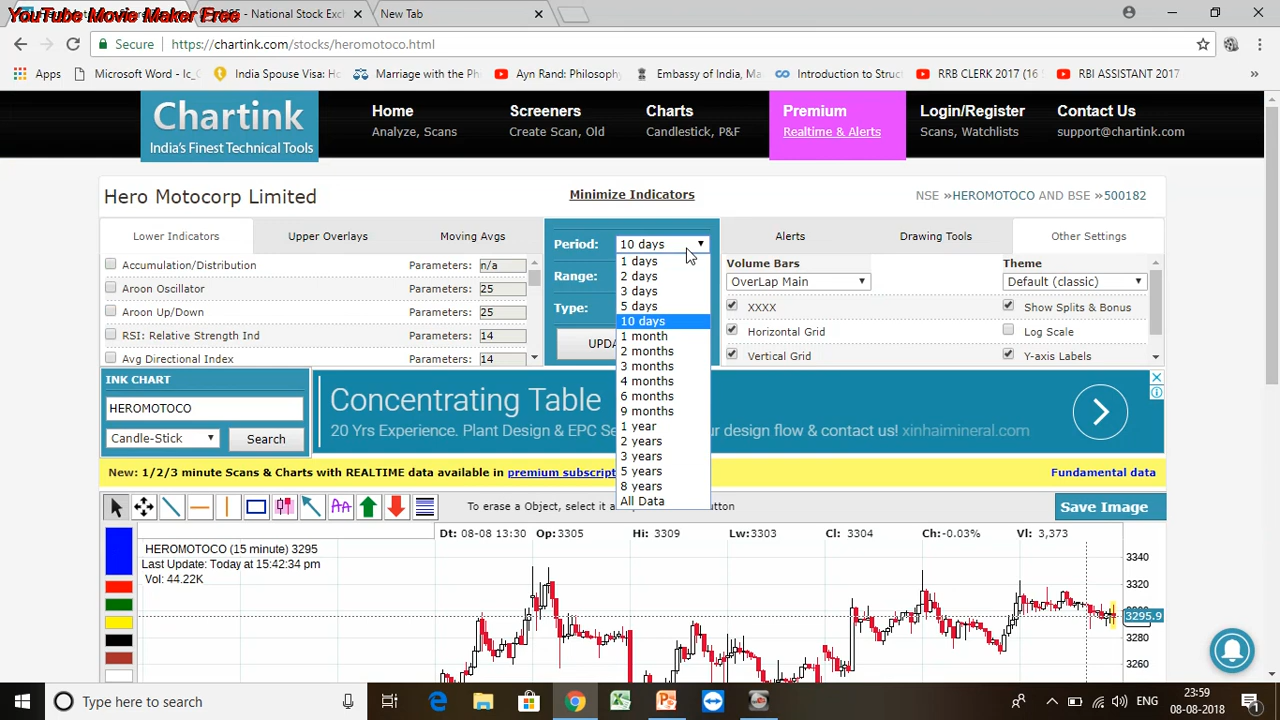 YouTube Movie Maker Free
- National Stock Exch
New Tab
Secure
https://chartink.com/stocks/heromotoco.html
Apps
Microsoft Word - Ic_
India Spouse Visa: Ho
Marriage with the Ph
Ayn Rand: Philosophy
Embassy of India, Ma
Introduction to Struct
RRB CLERK 2017 (16 S
RBI ASSISTANT 2017
»
Chartink
India's Finest Technical Tools
Home
Analyze, Scans
Screeners
Create Scan, Old
Charts
Candlestick, P&F
Premium
Realtime & Alerts
Login/Register
Scans, Watchlists
Contact Us
support@chartink.com
Hero Motocorp Limited
Minimize Indicators
NSE »HEROMOTOCO AND BSE »500182
Lower Indicators
Upper Overlays
Moving Avgs
Accumulation/Distribution
Parameters: n/a
Aroon Oscillator
Parameters: 25
Aroon Up/Down
Parameters: 25
RSI: Relative Strength Ind
Parameters: 14
Avg Directional Index
Parameters: 14
Period:
10 days
Range:
Type:
UPDA
1 days
2 days
3 days
5 days
10 days
1 month
2 months
3 months
4 months
6 months
9 months
1 year
2 years
3 years
5 years
8 years
All Data
Alerts
Drawing Tools
Other Settings
Volume Bars
OverLap Main
XXXX
Horizontal Grid
Vertical Grid
Theme
Default (classic)
Show Splits & Bonus
Log Scale
Y-axis Labels
INK CHART
HEROMOTOCO
Candle-Stick
Search
Concentrating Table
20 Yrs Experience. Plant Design & EPC Se
ur design flow & contact us! xinhaimineral.com
New: 1/2/3 minute Scans & Charts with REALTIME data available in premium subscript
Fundamental data
To erase a Object, select it a
utton
Save Image
Dt: 08-08 13:30
Op:3305
Hi: 3309
Lw:3303
Cl: 3304
Ch:-0.03%
Vl: 3,373
HEROMOTOCO (15 minute) 3295
Last Update: Today at 15:42:34 pm
Vol: 44.22K
3340
3320
3295.9
3280
3260
Type here to search
ENG
23:59
08-08-2018
1